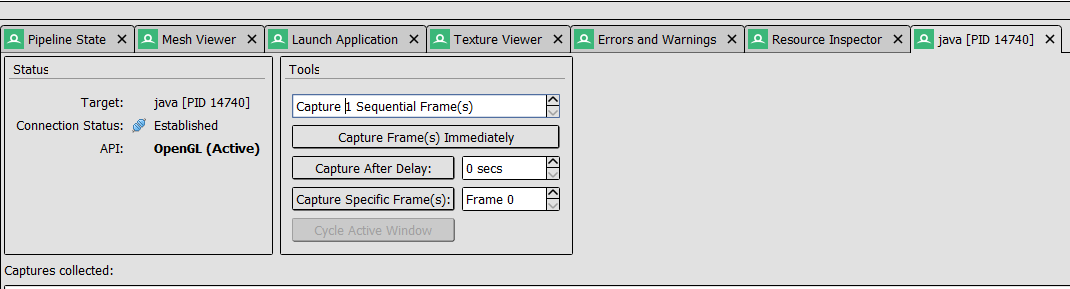 Pipeline State Mesh Viewer Launch Application Texture Viewer Errors and Warnings Resource Inspector java [PID 14740]
Status
Target: java [PID 14740]
Connection Status: Established
API: OpenGL (Active)
Tools
Capture 1 Sequential Frame(s)
Capture Frame(s) Immediately
Capture After Delay: 0 secs
Capture Specific Frame(s): Frame 0
Cycle Active Window
Captures collected: